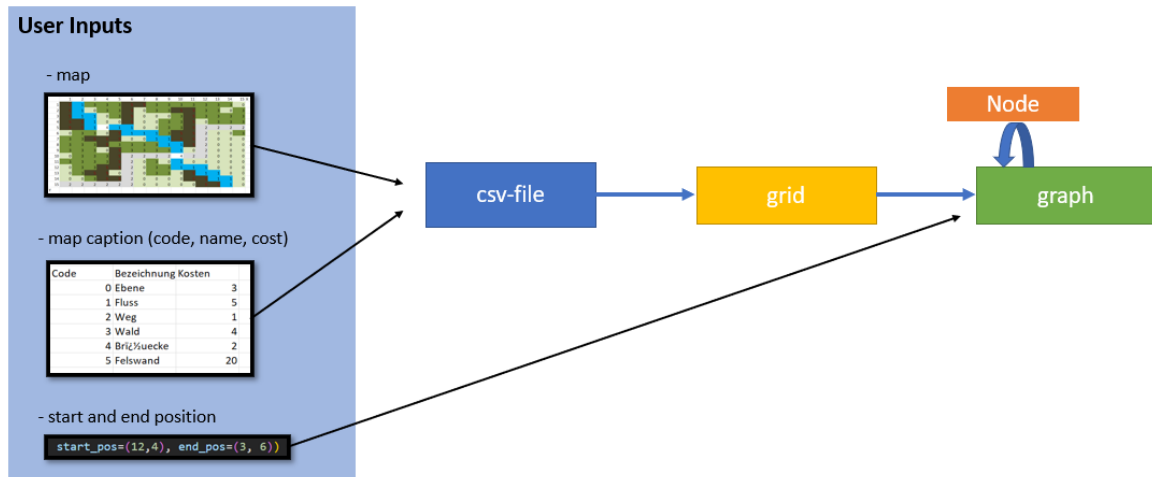 User Inputs
- map
- map caption (code, name, cost)
Code Bezeichnung Kosten
0 Ebene 3
1 Fluss 5
2 Weg 1
3 Wald 4
4 Brï¿½uecke 2
5 Felswand 20
- start and end position
start_pos=(12,4), end_pos=(3, 6))
csv-file
grid
Node
graph